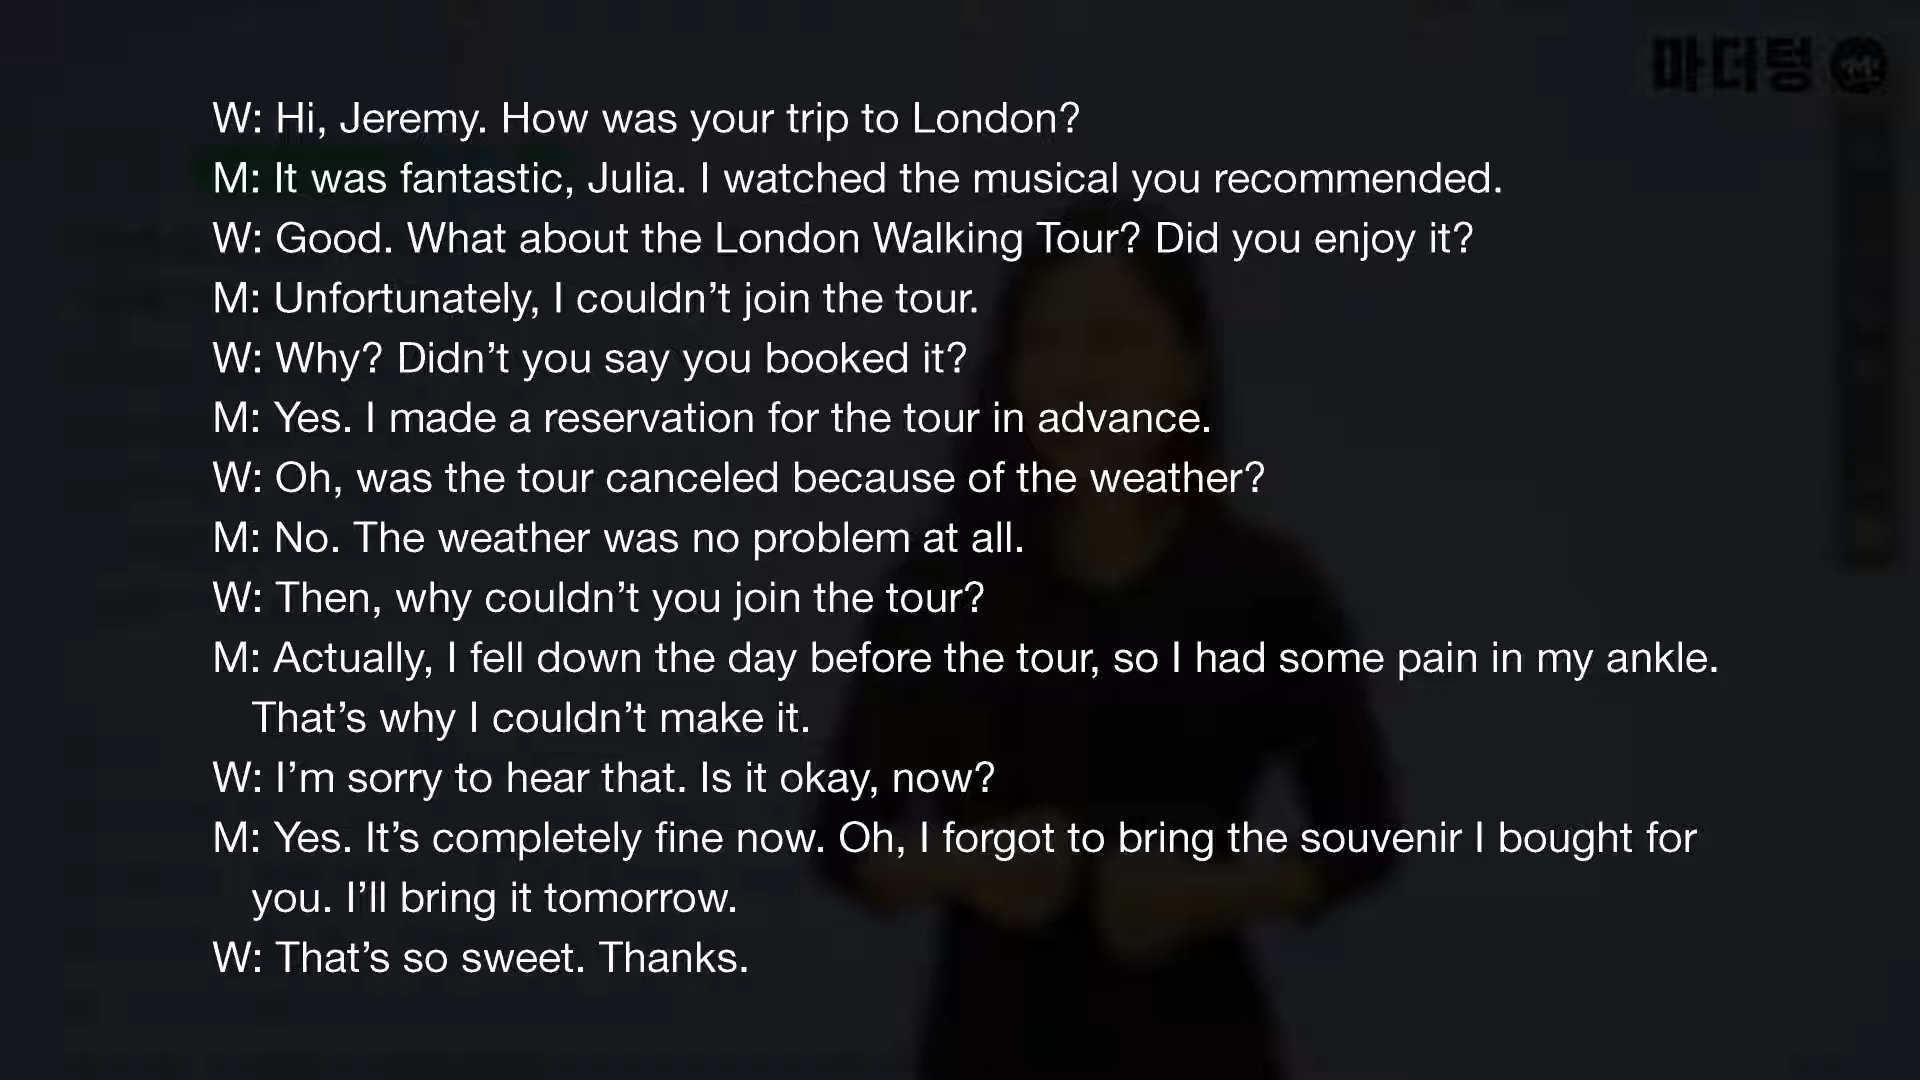 마더텅
W: Hi, Jeremy. How was your trip to London?
M: It was fantastic, Julia. I watched the musical you recommended.
W: Good. What about the London Walking Tour? Did you enjoy it?
M: Unfortunately, I couldn’t join the tour.
W: Why? Didn’t you say you booked it?
M: Yes. I made a reservation for the tour in advance.
W: Oh, was the tour canceled because of the weather?
M: No. The weather was no problem at all.
W: Then, why couldn’t you join the tour?
M: Actually, I fell down the day before the tour, so I had some pain in my ankle.
That’s why I couldn’t make it.
W: I’m sorry to hear that. Is it okay, now?
M: Yes. It’s completely fine now. Oh, I forgot to bring the souvenir I bought for
you. I’ll bring it tomorrow.
W: That’s so sweet. Thanks.